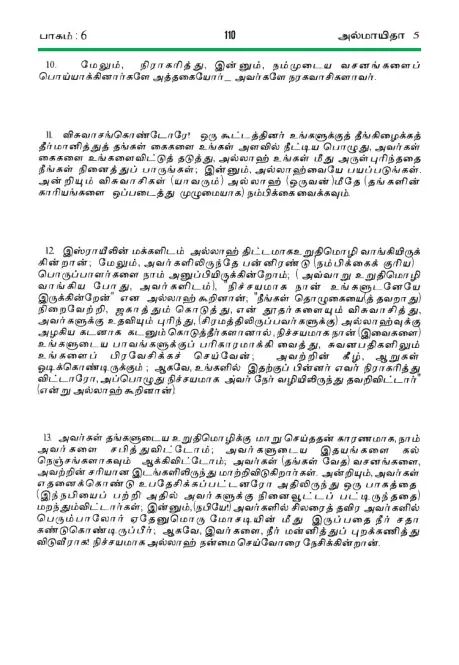 பாகம் : 6 110 அல்மாயிதா 5
10. மேலும், நிராகரித்து, இன்னும், நம்முடைய வசனங்களைப்
பொய்யாக்கினார்களே அத்தகையோர்_ அவர்களே நரகவாசிகளாவர்.
11. விசுவாசங்கொண்டோரே! ஒரு கூட்டத்தினர் உங்களுக்குத் தீங்கிழைக்கத்
தீர்மானித்துத் தங்கள் கைகளை உங்கள் அளவில் நீட்டிய பொழுது, அவர்கள்
கைகளை உங்களைவிட்டுத் தடுத்து, அல்லாஹ் உங்கள் மீது அருள்புரிந்ததை
நீங்கள் நினைத்துப் பாருங்கள்; இன்னும், அல்லாஹ்வையே பயப்படுங்கள்.
அன்றியும் விசுவாசிகள் (யாவரும்) அல்லாஹ் (ஒருவன்)மீதே (தங்களின்
காரியங்களை ஒப்படைத்து முழுமையாக) நம்பிக்கை வைக்கவும்.
12. இஸ்ராயீலின் மக்களிடம் அல்லாஹ் திட்டமாக உறுதிமொழி வாங்கியிருக்
கின்றான்; மேலும், அவர்களிலிருந்தே பன்னிரண்டு (நம்பிக்கைக் குரிய)
பொருப்பாளர்களை நாம் அனுப்பியிருக்கின்றோம்; ( அவ்வாறு உறுதிமொழி
வாங்கிய போது, அவர்களிடம்), "நிச்சயமாக நான் உங்களுடனேயே
இருக்கின்றேன்" என அல்லாஹ் கூறினான்; "நீங்கள் தொழுகையை(த் தவறாது)
நிறைவேற்றி, ஜகாத்தும் கொடுத்து, என் தூதர்களையும் விசுவாசித்து,
அவர்களுக்கு உதவியும் புரிந்து, (சிரமத்திலிருப்பவர்களுக்கு) அல்லாஹ்வுக்கு
அழகிய கடனாக கடனும் கொடுத்தீர்களானால், நிச்சயமாக நான் (இவைகளை)
உங்களுடைய பாவங்களுக்குப் பரிகாரமாக்கி வைத்து, சுவனபதிகளிலும்
உங்களைப் பிரவேசிக்கச் செய்வேன்; அவற்றின் கீழ், ஆறுகள்
ஓடிக்கொண்டிருக்கும் ; ஆகவே, உங்களில் இதற்குப் பின்னர் எவர் நிராகரித்து
விட்டாரோ, அப்பொழுது நிச்சயமாக அவர் நேர் வழியிலிருந்து தவறிவிட்டார்"
(என்று அல்லாஹ் கூறினான்)
13. அவர்கள் தங்களுடைய உறுதிமொழிக்கு மாறு செய்ததன் காரணமாக, நாம்
அவர்களை சபித்துவிட்டோம்; அவர்களுடைய இதயங்களை கல்
நெஞ்சங்களாகவும் ஆக்கிவிட்டோம்; அவர்கள் (தங்கள் வேத) வசனங்களை,
அவற்றின் சரியான இடங்களிலிருந்து மாற்றிவிடுகிறார்கள். அன்றியும், அவர்கள்
எதனைக்கொண்டு உபதேசிக்கப்பட்டனரோ அதிலிருந்து ஒரு பாகத்தை
(இந்நபியைப் பற்றி அதில் அவர்களுக்கு நினைவூட்டப் பட்டிருந்ததை)
மறந்தும்விட்டார்கள்; இன்னும், (நபியே!) அவர்களில் சிலரைத் தவிர அவர்களில்
பெரும்பாலோர் ஏதேனுமொரு மோசடியின் மீது இருப்பதை நீர் சதா
கண்டுகொண்டிருப்பீர்; ஆகவே, இவர்களை, நீர் மன்னித்துப் புறக்கணித்து
விடுவீராக! நிச்சயமாக அல்லாஹ் நன்மை செய்வோரை நேசிக்கின்றான்.